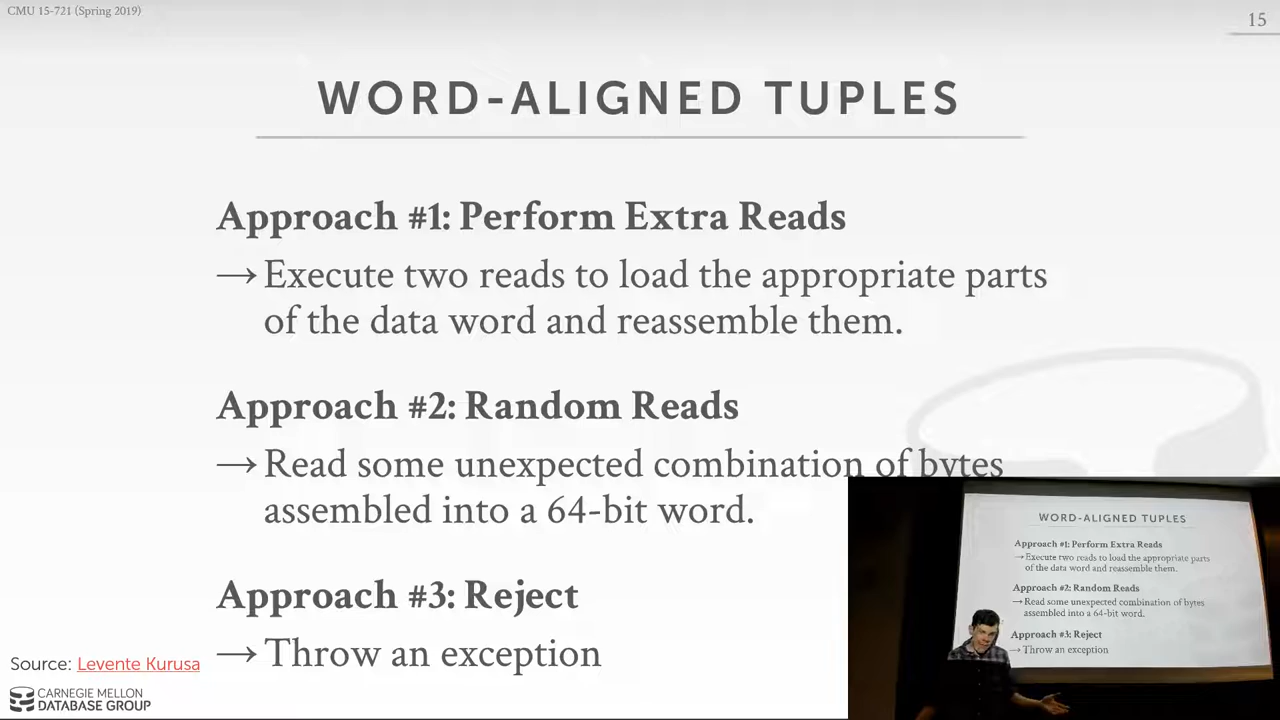 CMU 15-721 (Spring 2019)
15
WORD-ALIGNED TUPLES
Approach #1: Perform Extra Reads
→ Execute two reads to load the appropriate parts
of the data word and reassemble them.
Approach #2: Random Reads
→ Read some unexpected combination of bytes
assembled into a 64-bit word.
Approach #3: Reject
→ Throw an exception
Source: Levente Kurusa
CARNEGIE MELLON
DATABASE GROUP
WORD-ALIGNED TUPLES
Approach #1: Perform Extra Reads
→ Execute two reads to load the appropriate parts
of the data word and reassemble them.
Approach #2: Random Reads
→ Read some unexpected combination of bytes
assembled into a 64-bit word.
Approach #3: Reject
→ Throw an exception